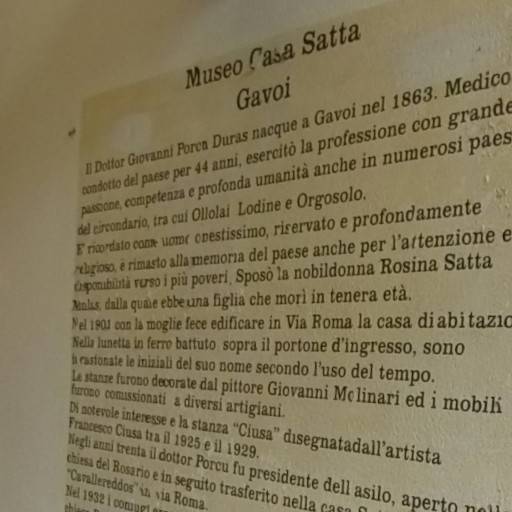 Museo Casa Satta
Gavoi
Il Dottor Giovanni Porcu Duras nacque a Gavoi nel 1863. Medico
condotto del paese per 44 anni, esercitò la professione con grande
passione, competenza e profonda umanità anche in numerosi paes
del circondario, tra cui Ollolai Lodine e Orgosolo.
E' ricordato come uomo onestissimo, riservato e profondamente
religioso, è rimasto alla memoria del paese anche per l'attenzione e
disponibilità verso i più poveri. Sposò la nobildonna Rosina Satta
dalla quale ebbe una figlia che morì in tenera età.
Nel 1901 con la moglie fece edificare in Via Roma la casa di abitazio
Nella lunetta in ferro battuto sopra il portone d'ingresso, sono
incastonate le iniziali del suo nome secondo l'uso del tempo.
Le stanze furono decorate dal pittore Giovanni Molinari ed i mobili
furono comissionati a diversi artigiani.
Di notevole interesse e la stanza "Ciusa" disegnatadall'artista
Francesco Ciusa tra il 1925 e il 1929.
Negli anni trenta il dottor Porcu fu presidente dell asilo, aperto
chiesa del Rosario e in seguito trasferito nella casa
"Cavallereddos" in via Roma.
Nel 1932 i coniugi